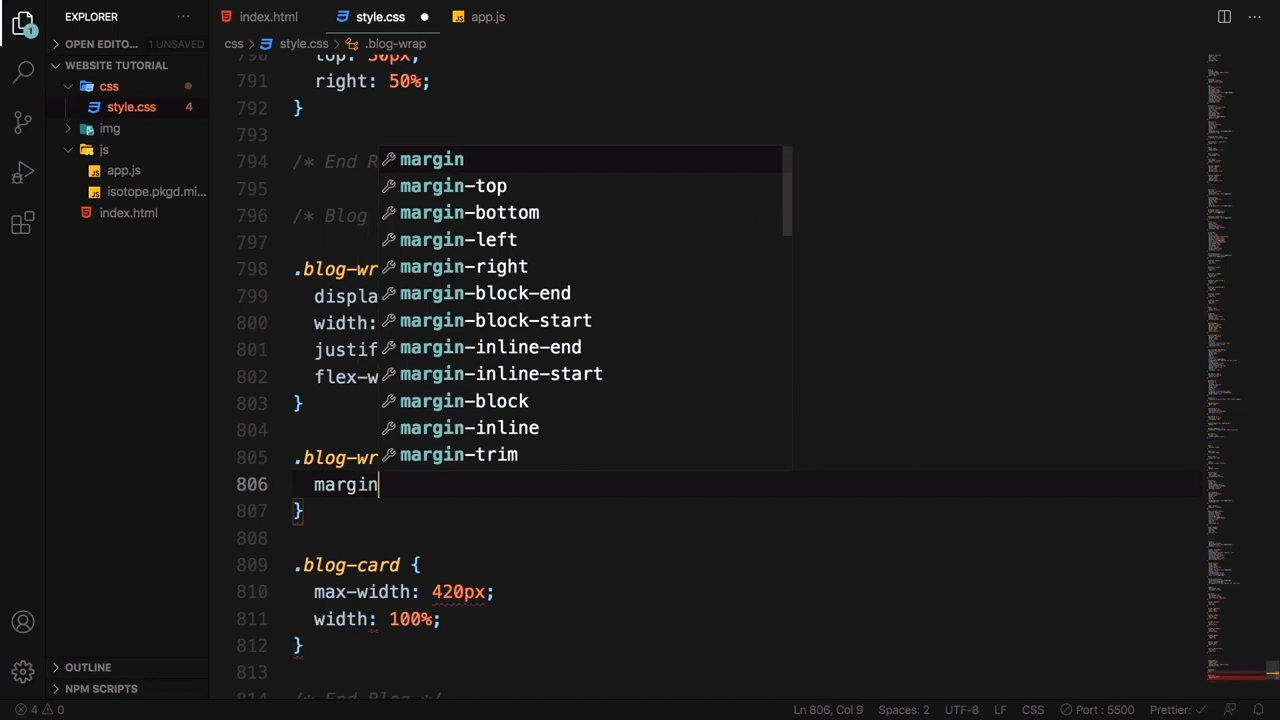 EXPLORER
index.html
style.css
app.js
OPEN EDITO... 1 UNSAVED
css
style.css
.blog-wrap
WEBSITE TUTORIAL
css
style.css
4
img
js
app.js
isotope.pkgd.mi...
index.html
1
791 right: 50%;
792 }
793
794 /* End R
795
796 /* Blog
797
798 .blog-wr
799 displa
800 width:
801 justif
802 flex-w
803 }
804
805 .blog-wr
806 margin
807 }
808
809 .blog-card {
810 max-width: 420px;
811 width: 100%;
812 }
813
margin
margin-top
margin-bottom
margin-left
margin-right
margin-block-end
margin-block-start
margin-inline-end
margin-inline-start
margin-block
margin-inline
margin-trim
OUTLINE
NPM SCRIPTS
4 0
Ln 806, Col 9
Spaces: 2
UTF-8
LF
CSS
Port : 5500
Prettier: